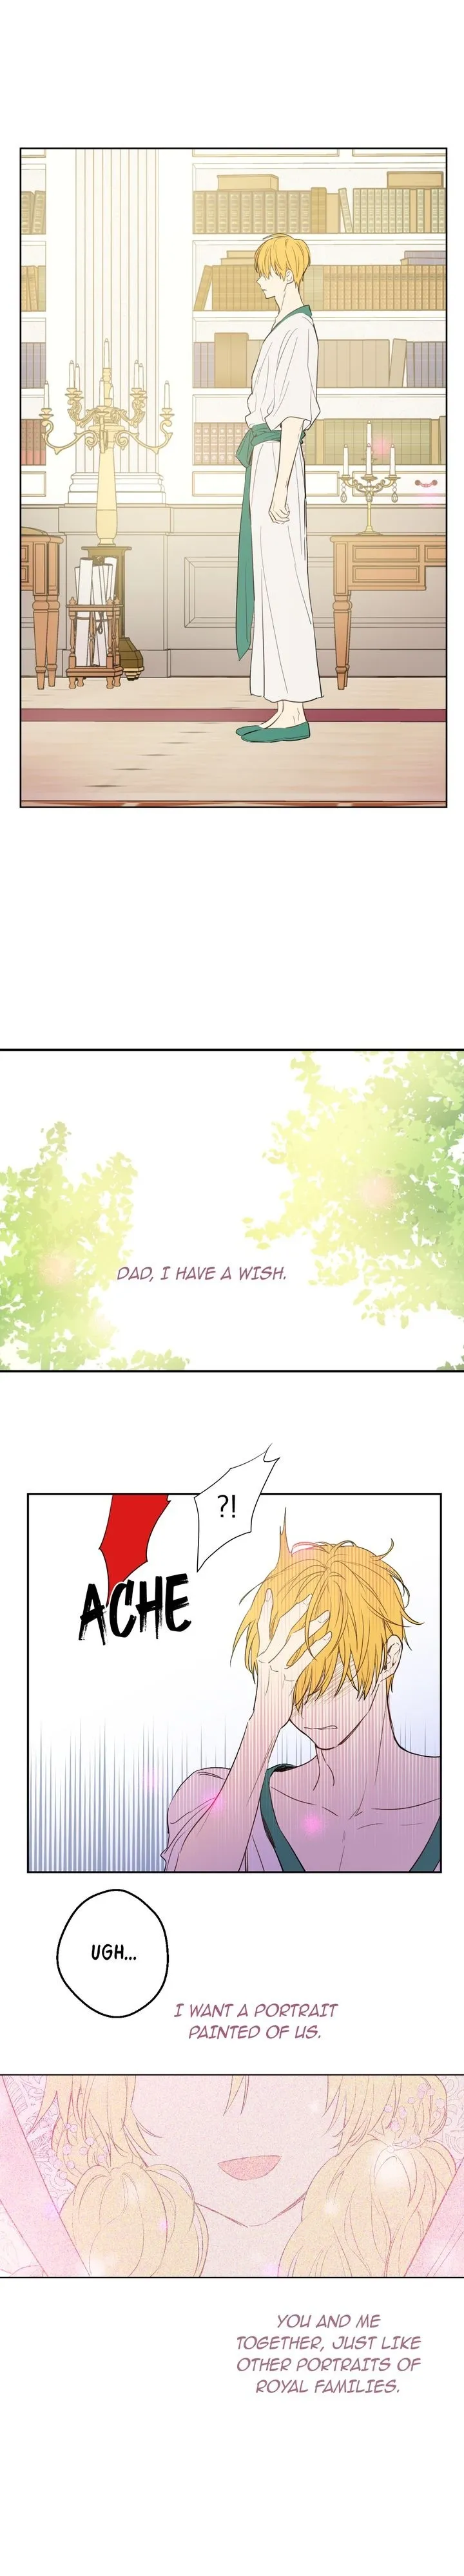 DAD, I HAVE A WISH.
?!
ACHE
UGH...
I WANT A PORTRAIT
PAINTED OF US.
YOU AND ME
TOGETHER, JUST LIKE
OTHER PORTRAITS OF
ROYAL FAMILIES.